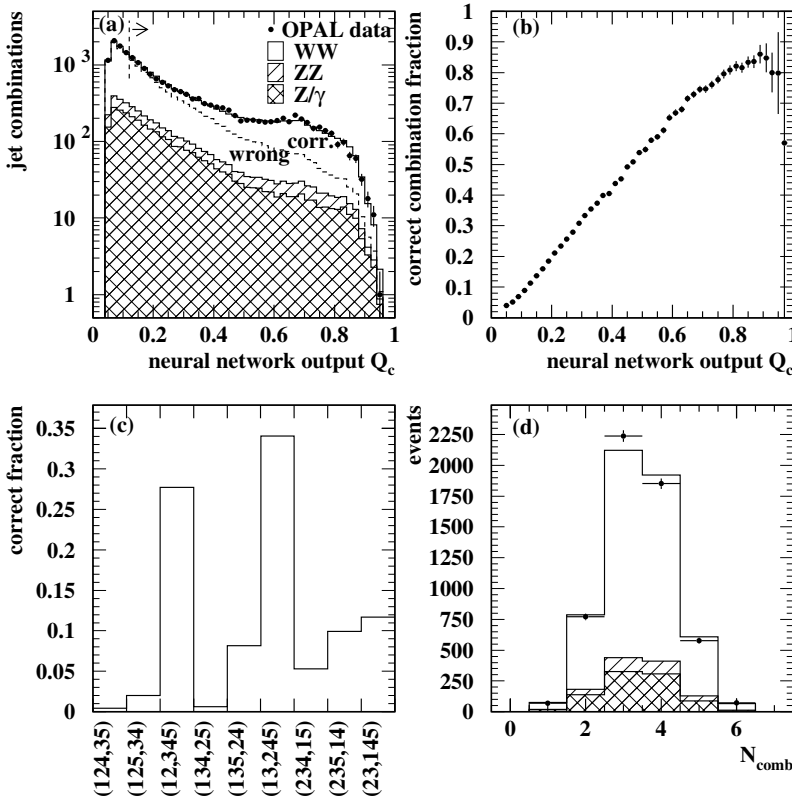 (a)
OPAL data
WW
ZZ
Z/γ
wrong
corr.
jet combinations
10³
10²
10
1
0 0.2 0.4 0.6 0.8 1
neural network output Q_c
(b)
correct combination fraction
0.9
0.8
0.7
0.6
0.5
0.4
0.3
0.2
0.1
0
0 0.2 0.4 0.6 0.8 1
neural network output Q_c
(c)
correct fraction
0.35
0.3
0.25
0.2
0.15
0.1
0.05
0
(124,35)
(125,34)
(12,345)
(134,25)
(135,24)
(13,245)
(234,15)
(235,14)
(23,145)
(d)
events
2250
2000
1750
1500
1250
1000
750
500
250
0
0 2 4 6
N_comb